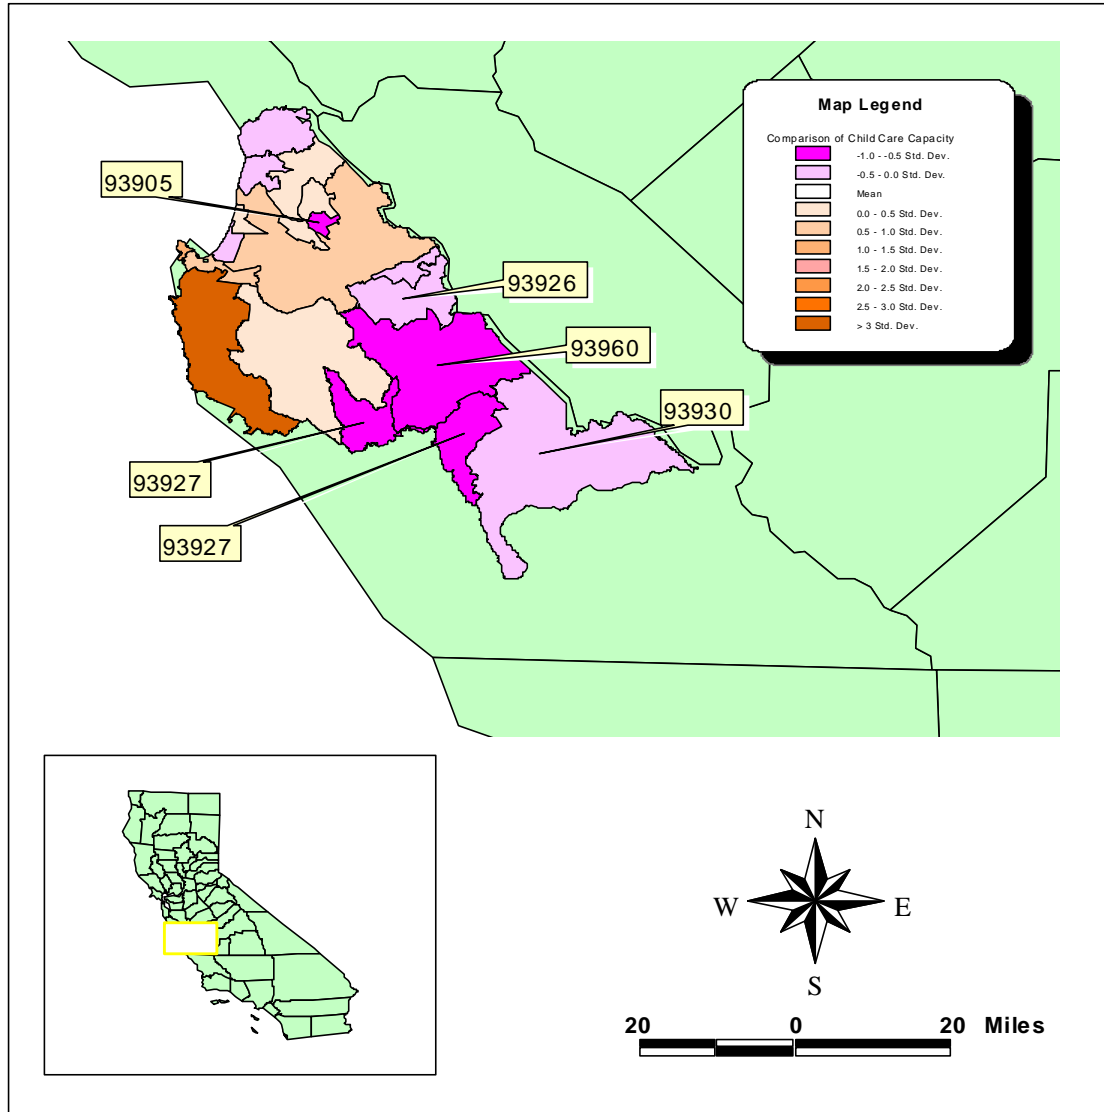 Map Legend
Comparison of Child Care Capacity
-1.0 - -0.5 Std. Dev.
-0.5 - 0.0 Std. Dev.
Mean
0.0 - 0.5 Std. Dev.
0.5 - 1.0 Std. Dev.
1.0 - 1.5 Std. Dev.
1.5 - 2.0 Std. Dev.
2.0 - 2.5 Std. Dev.
2.5 - 3.0 Std. Dev.
> 3 Std. Dev.
93905
93926
93960
93930
93927
93927
N
W E
S
20 0 20 Miles